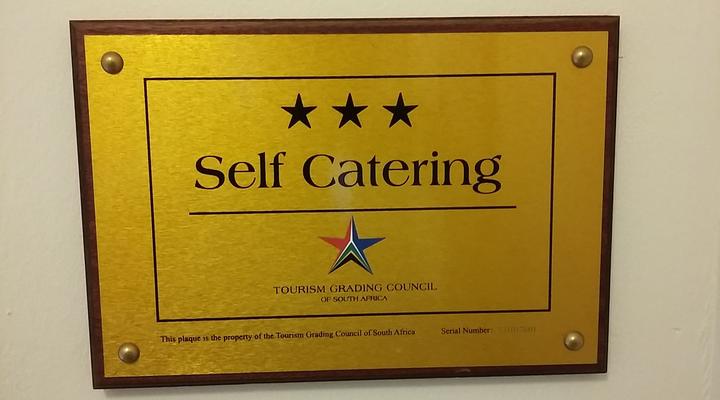 Self Catering
TOURISM GRADING COUNCIL
OF SOUTH AFRICA
This plaque is the property of the Tourism Grading Council of South Africa Serial Number: